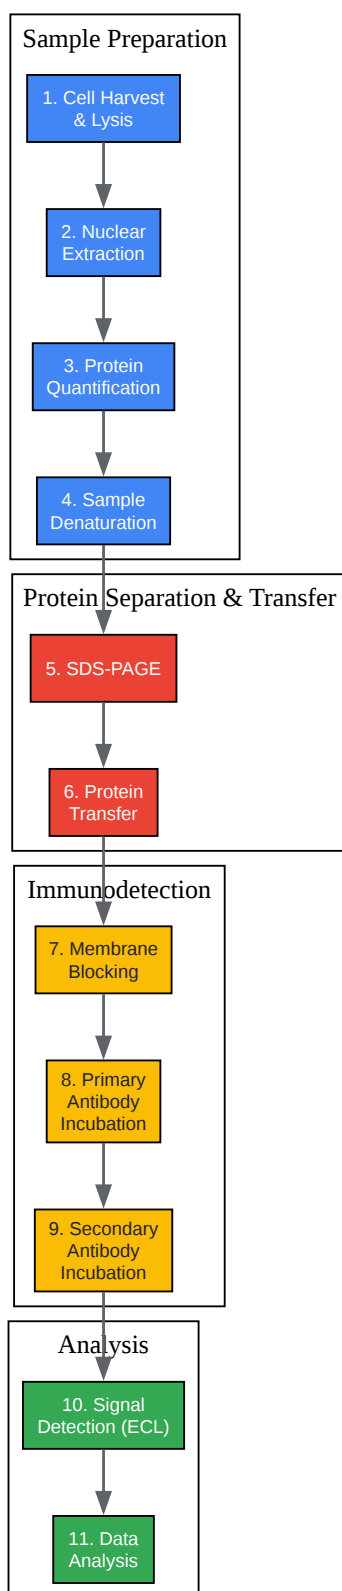 Sample Preparation
1. Cell Harvest
& Lysis
2. Nuclear
Extraction
3. Protein
Quantification
4. Sample
Denaturation
Protein Separation & Transfer
5. SDS-PAGE
6. Protein
Transfer
Immunodetection
7. Membrane
Blocking
8. Primary
Antibody
Incubation
9. Secondary
Antibody
Incubation
Analysis
10. Signal
Detection (ECL)
11. Data
Analysis